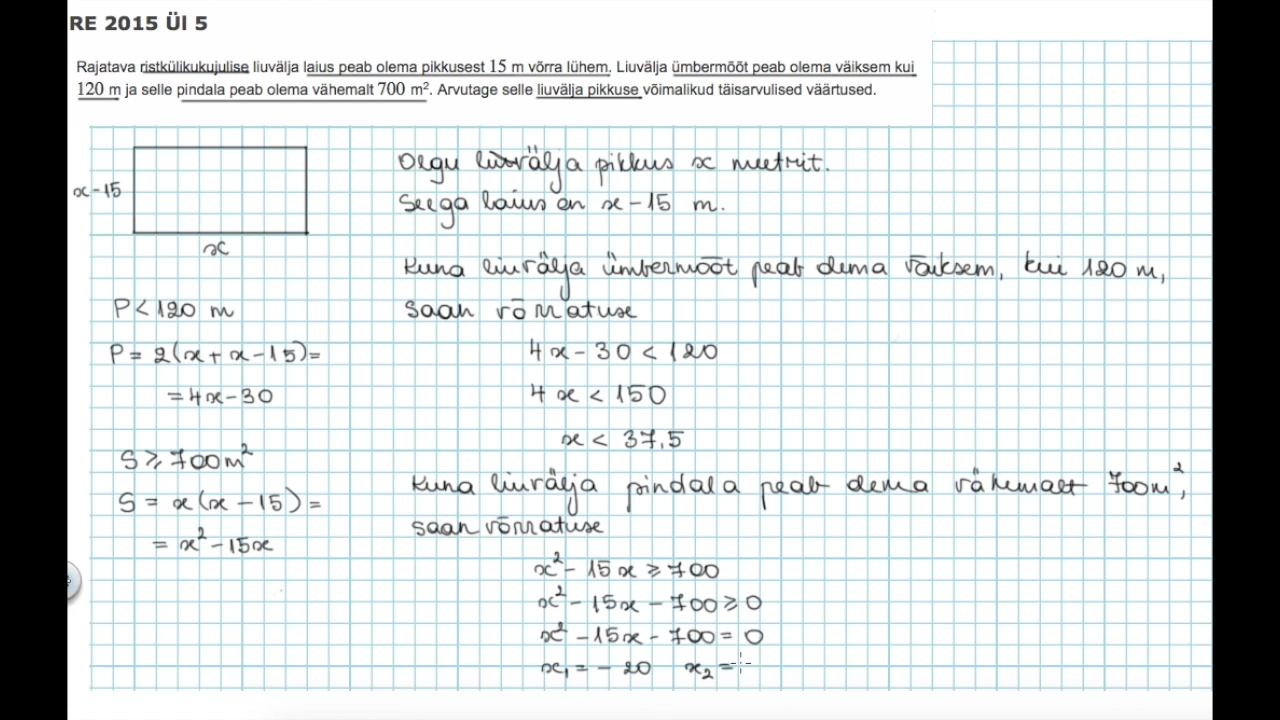 RE 2015 Ül 5
Rajatava ristkülikukujulise liuvälja laius peab olema pikkusest 15 m võrra lühem. Liuvälja ümbermõõt peab olema väiksem kui
120 m ja selle pindala peab olema vähemalt 700 m². Arvutage selle liuvälja pikkuse võimalikud täisarvulised väärtused.
x-15
x
Olgu liuvälja pikkus x meetrit.
Seega laius on x-15 m.
Kuna liuvälja ümbermõõt peab olema väiksem, kui 120 m,
saan võrratuse
P < 120 m
P = 2(x + x - 15) =
= 4x - 30
4x - 30 < 120
4x < 150
x < 37,5
S ⩾ 700 m²
S = x(x - 15) =
= x² - 15x
Kuna liuvälja pindala peab olema vähemalt 700 m²,
saan võrratuse
x² - 15x ⩾ 700
x² - 15x - 700 ⩾ 0
x² - 15x - 700 = 0
x₁ = - 20 x₂ =